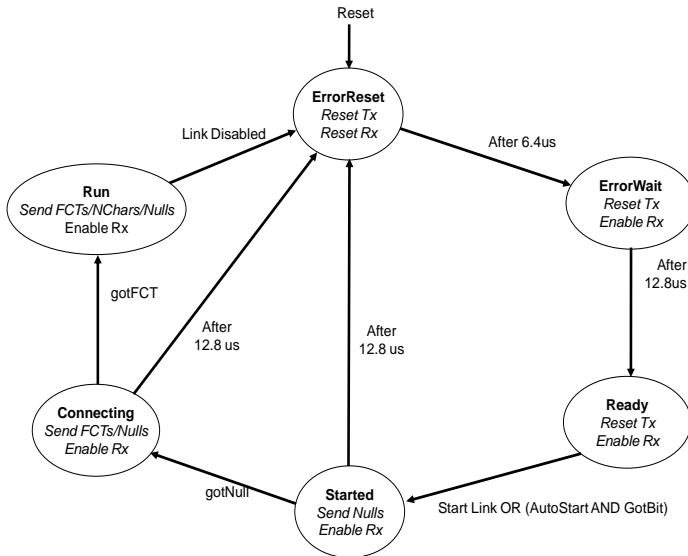 Reset
ErrorReset
Reset Tx
Reset Rx
Link Disabled
After 6.4us
Run
Send FCTs/NChars/Nulls
Enable Rx
ErrorWait
Reset Tx
Enable Rx
gotFCT
After
12.8 us
After
12.8 us
After
12.8us
Connecting
Send FCTs/Nulls
Enable Rx
Ready
Reset Tx
Enable Rx
gotNull
Started
Send Nulls
Enable Rx
Start Link OR (AutoStart AND GotBit)